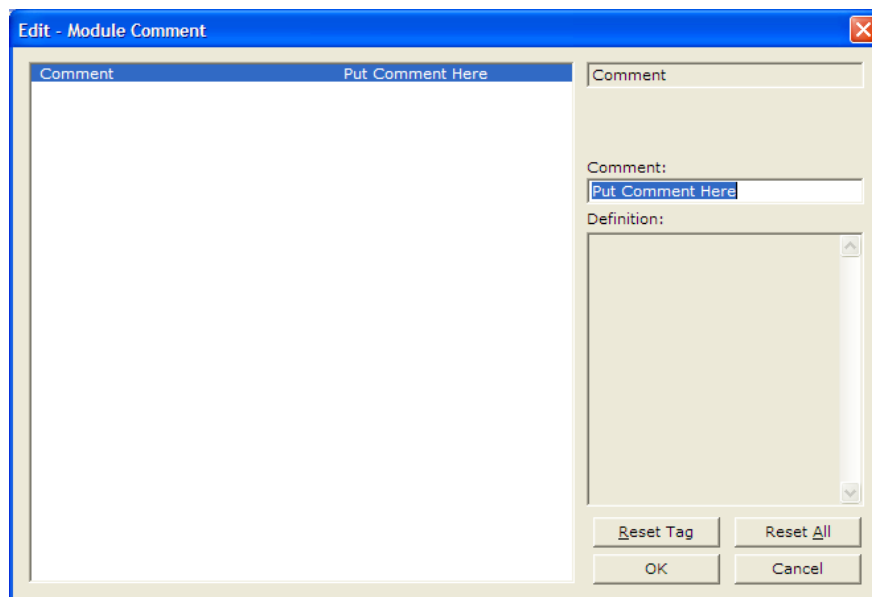 Edit - Module Comment
Comment Put Comment Here
Comment
Comment:
Put Comment Here
Definition:
Reset Tag Reset All
OK Cancel